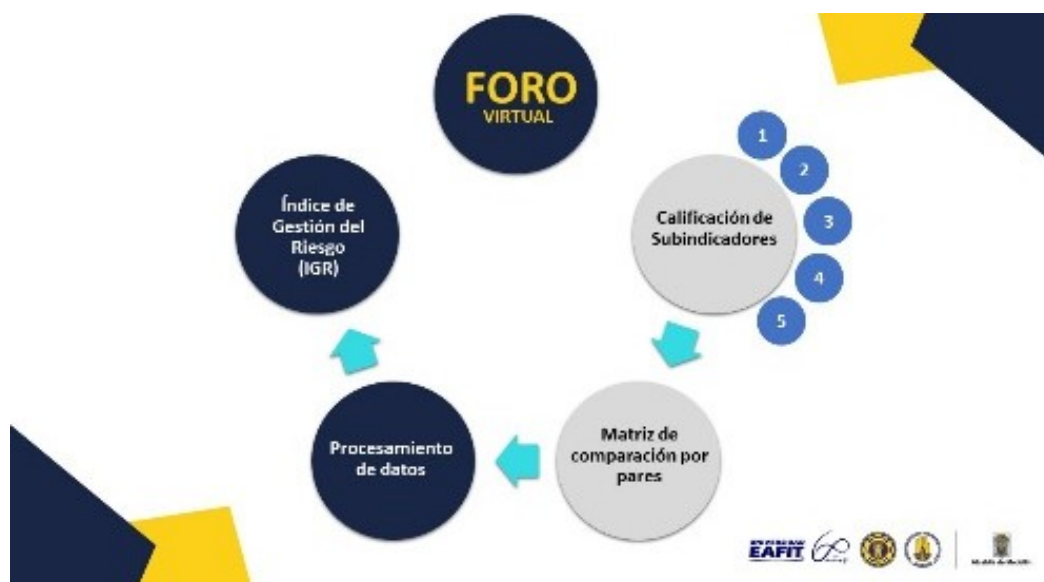 FORO
VIRTUAL
1
2
3
4
5
Calificación de
Subindicadores
Índice de
Gestión del
Riesgo
(IGR)
Matriz de
comparación por
pares
Procesamiento
de datos
EAFIT